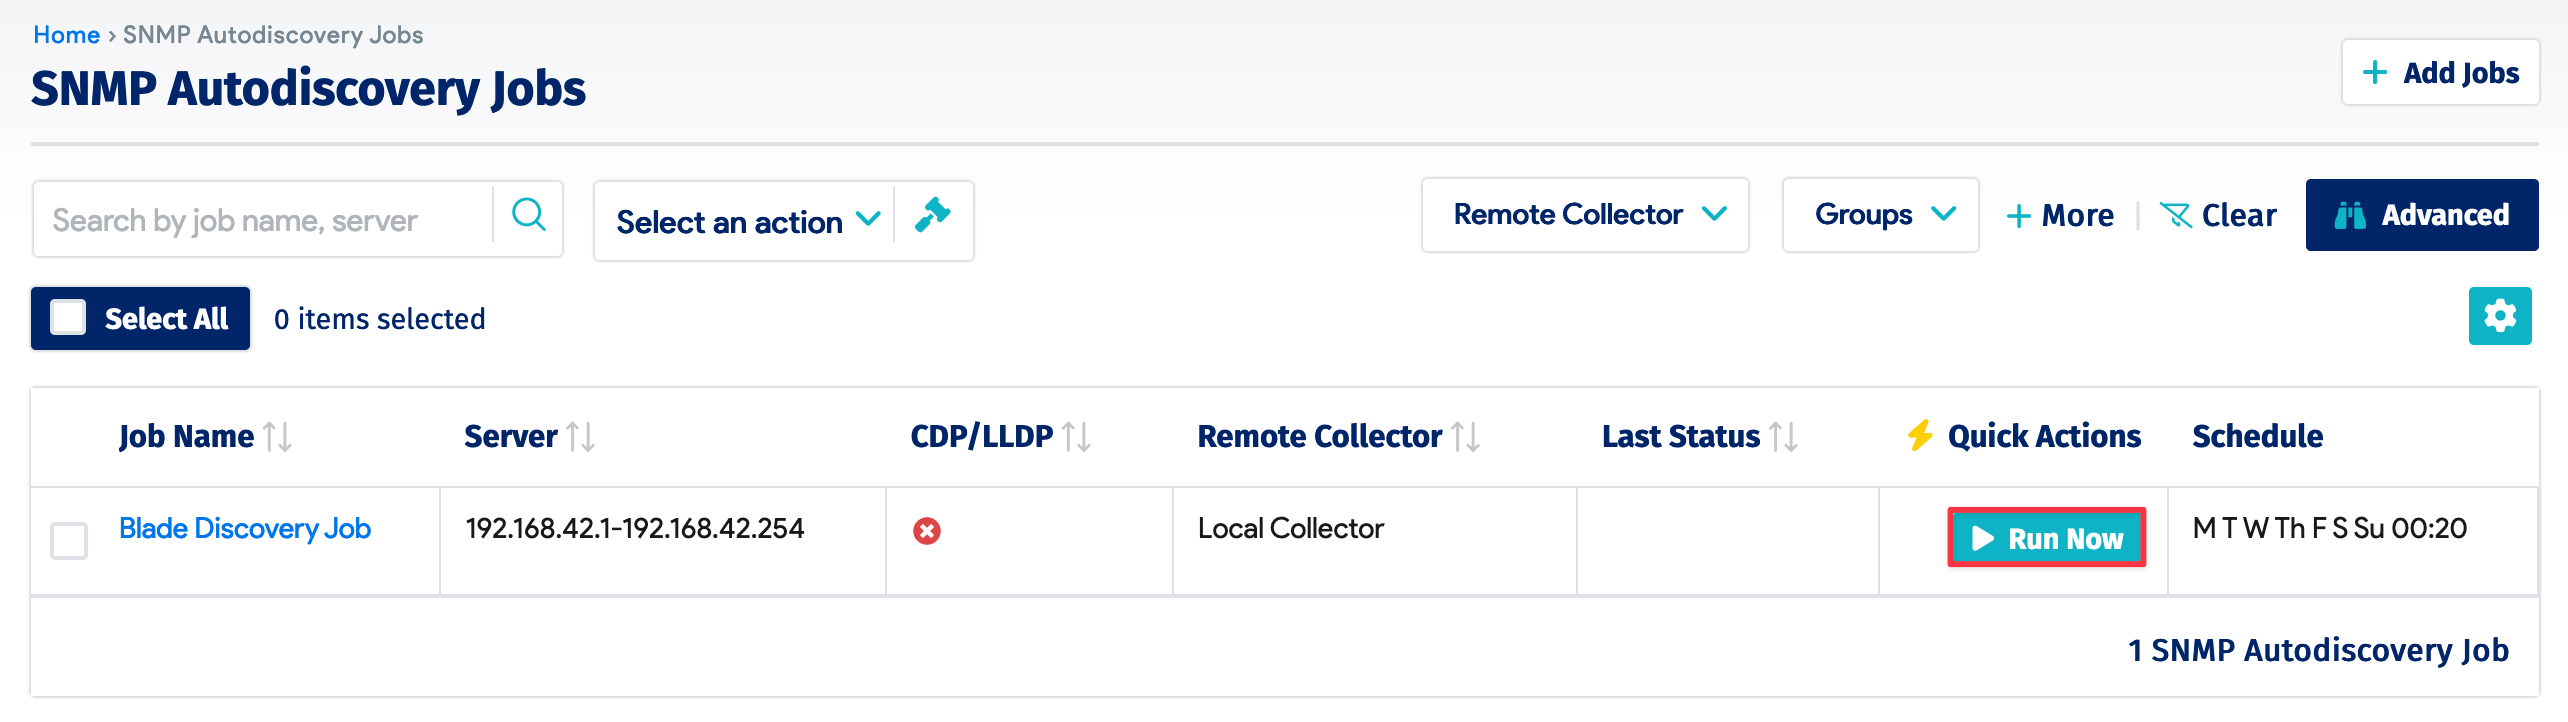 Home › SNMP Autodiscovery Jobs
SNMP Autodiscovery Jobs
+ Add Jobs
Search by job name, server
Select an action
Remote Collector
Groups
+ More | Clear
Advanced
Select All
0 items selected
Job Name Server CDP/LLDP Remote Collector Last Status Quick Actions Schedule
Blade Discovery Job 192.168.42.1-192.168.42.254 Local Collector Run Now M T W Th F S Su 00:20
1 SNMP Autodiscovery Job